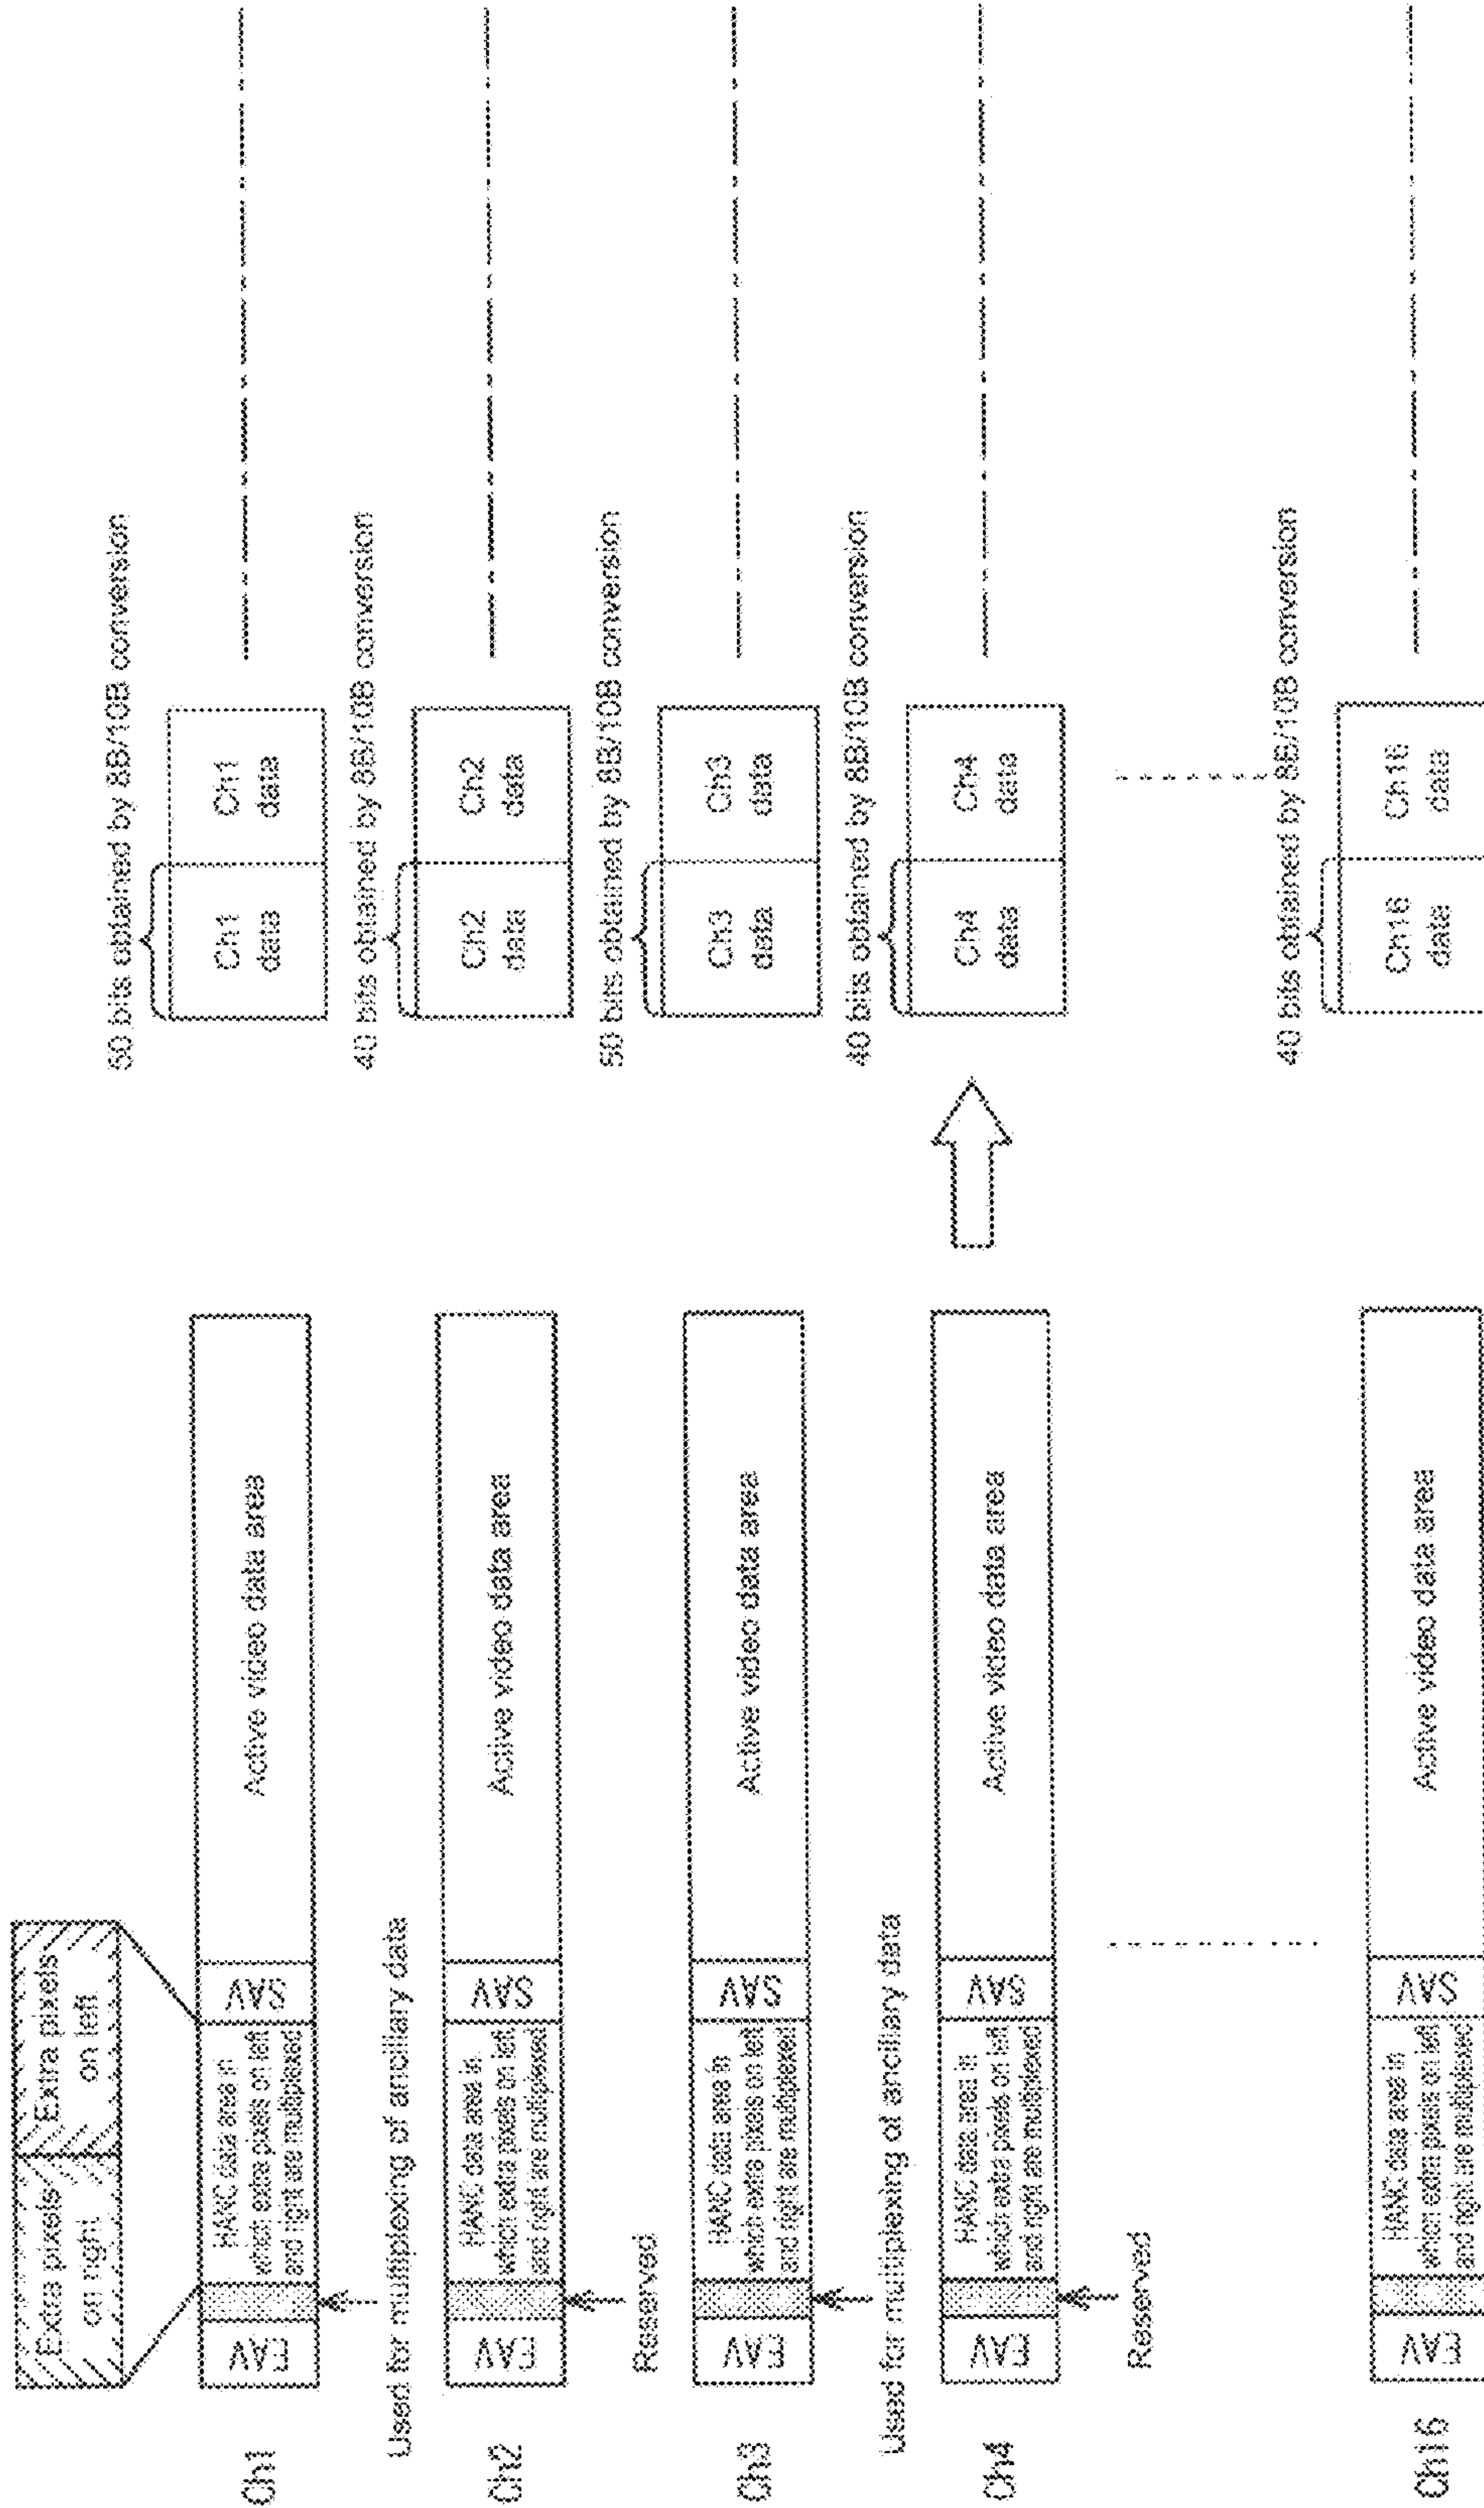 Extra pixels
on right
Extra pixels
on left
60 bits obtained by 8B/10B conversion
Ch1
EAV
HANC data area in
which extra pixels on left
and right are multiplexed
SAV
Active video data area
Ch1
data
Ch1
data
Used for multiplexing of ancillary data
40 bits obtained by 8B/10B conversion
Ch2
EAV
HANC data area in
which extra pixels on left
and right are multiplexed
SAV
Active video data area
Ch2
data
Ch2
data
Reserved
50 bits obtained by 8B/10B conversion
Ch3
EAV
HANC data area in
which extra pixels on left
and right are multiplexed
SAV
Active video data area
Ch3
data
Ch3
data
Used for multiplexing of ancillary data
40 bits obtained by 8B/10B conversion
Ch4
EAV
HANC data area in
which extra pixels on left
and right are multiplexed
SAV
Active video data area
Ch4
data
Ch4
data
Reserved
40 bits obtained by 8B/10B conversion
Ch16
EAV
HANC data area in
which extra pixels on left
and right are multiplexed
SAV
Active video data area
Ch16
data
Ch16
data